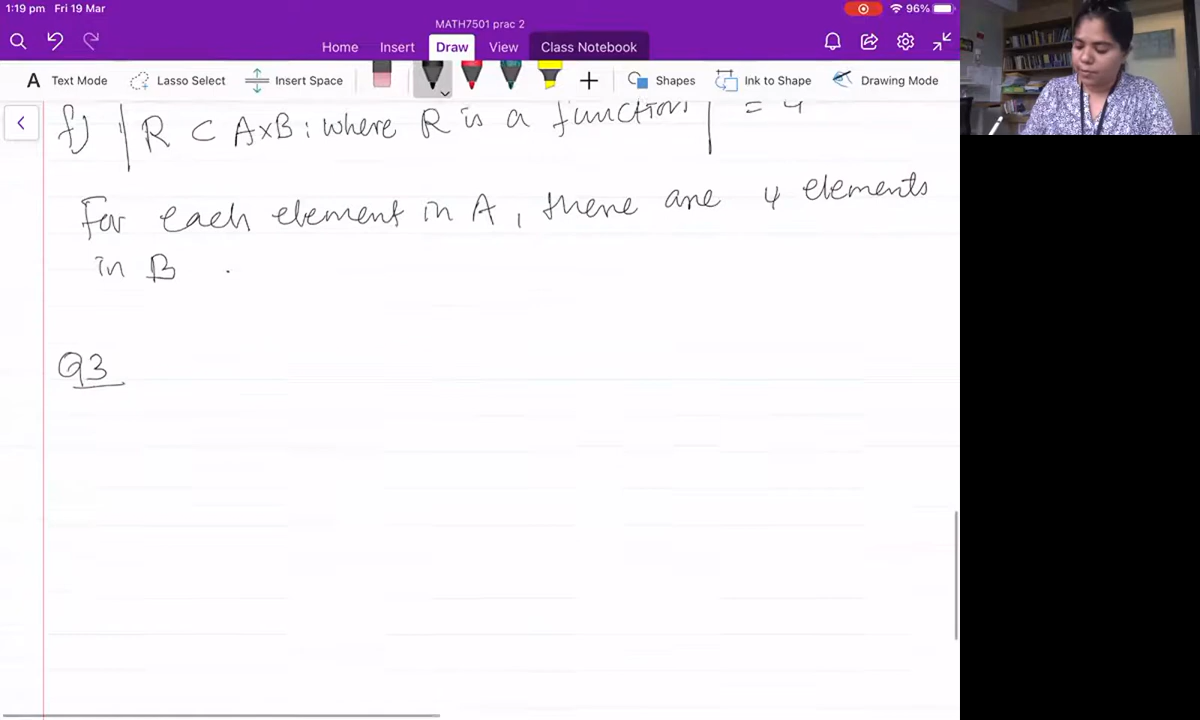 1:19 pm Fri 19 Mar
96%
MATH7501 prac 2
Home Insert Draw View Class Notebook
A Text Mode Lasso Select Insert Space Shapes Ink to Shape Drawing Mode
f) | R ⊂ A×B : where R is a function | = 4
For each element in A, there are 4 elements
in B .
Q3